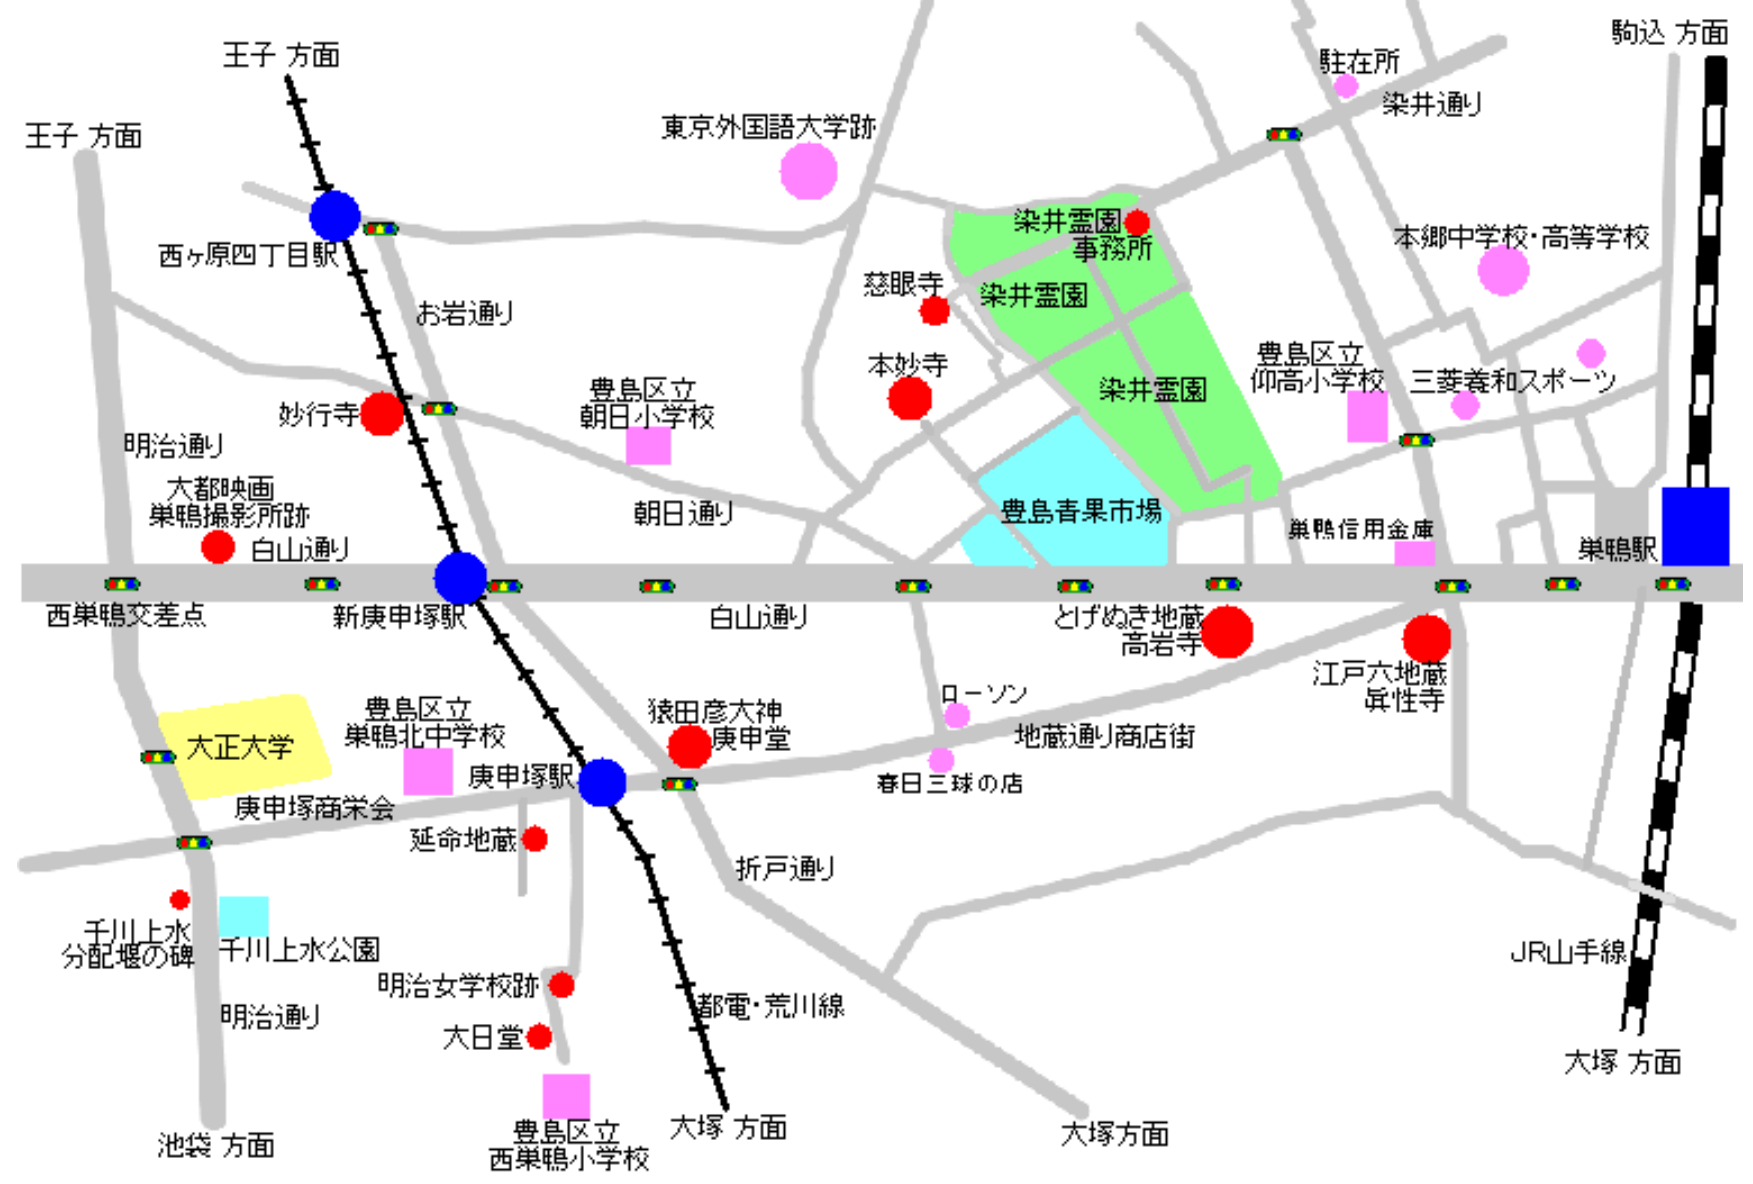 駒込 方面
王子 方面
駐在所
染井通り
東京外国語大学跡
王子 方面
染井霊園
事務所
本郷中学校・高等学校
西ヶ原四丁目駅
慈眼寺
染井霊園
お岩通り
豊島区立
仰高小学校
本妙寺
三菱養和スポーツ
豊島区立
朝日小学校
染井霊園
妙行寺
明治通り
大都映画
巣鴨撮影所跡
朝日通り
豊島青果市場
巣鴨信用金庫
白山通り
巣鴨駅
西巣鴨交差点
新庚申塚駅
白山通り
とげぬき地蔵
高岩寺
江戸六地蔵
眞性寺
ローソン
豊島区立
巣鴨北中学校
猿田彦大神
庚申堂
地蔵通り商店街
大正大学
庚申塚駅
春日三球の店
庚申塚商栄会
延命地蔵
折戸通り
千川上水
分配堰の碑
千川上水公園
JR山手線
明治女学校跡
都電・荒川線
明治通り
大日堂
大塚 方面
豊島区立
西巣鴨小学校
大塚 方面
大塚方面
池袋 方面